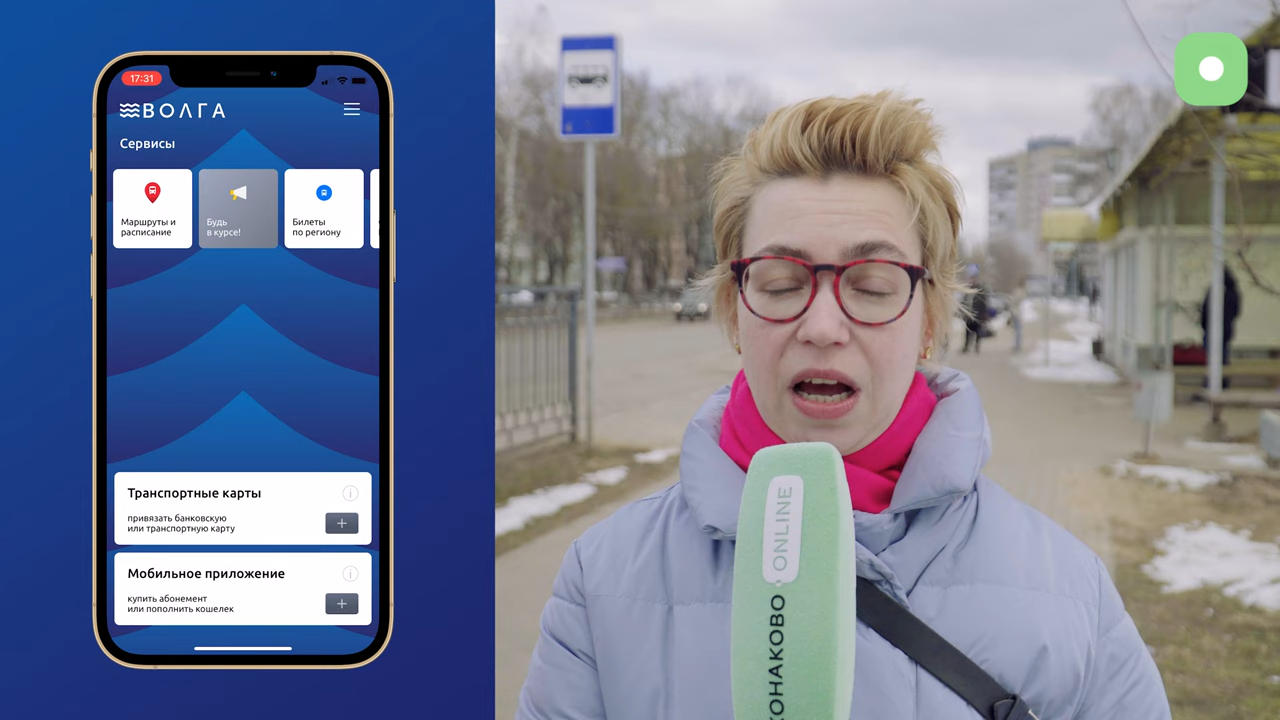 17:31
ВОЛГА
Сервисы
Маршруты и
расписание
Будь
в курсе!
Билеты
по региону
Транспортные карты
привязать банковскую
или транспортную карту
Мобильное приложение
купить абонемент
или пополнить кошелек
КОНАКОВО ONLINE